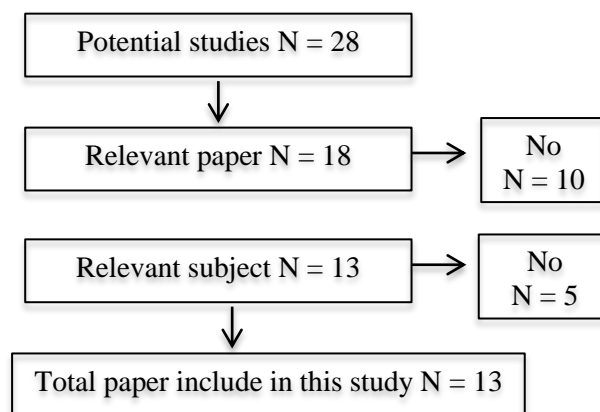 Potential studies N = 28
Relevant paper N = 18
No
N = 10
Relevant subject N = 13
No
N = 5
Total paper include in this study N = 13